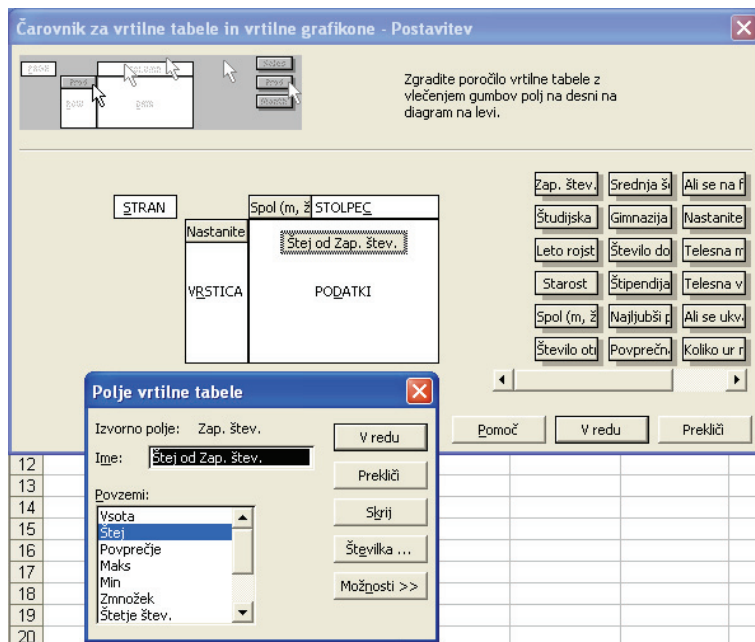 Čarovnik za vrtilne tabele in vrtilne grafikone - Postavitev
Zgradite poročilo vrtilne tabele z
vlečenjem gumbov polj na desni na
diagram na levi.
STRAN
Spol (m, ž STOLPEC
Nastanite
Štej od Zap. štev.
VRSTICA
PODATKI
Zap. štev. Srednja š Ali se na f
Študijska Gimnazija Nastanite
Leto rojst Število do Telesna m
Starost Štipendija Telesna v
Spol (m, ž Najljubši p Ali se ukv
Število otr Povprečn Koliko ur r
Pomoč V redu Prekliči
Polje vrtilne tabele
Izvorno polje: Zap. štev.
Ime: Štej od Zap. štev.
Povzemi:
Vsota
Štej
Povprečje
Maks
Min
Zmnožek
Štetje štev.
V redu
Prekliči
Skrij
Številka ...
Možnosti >>
12
13
14
15
16
17
18
19
20